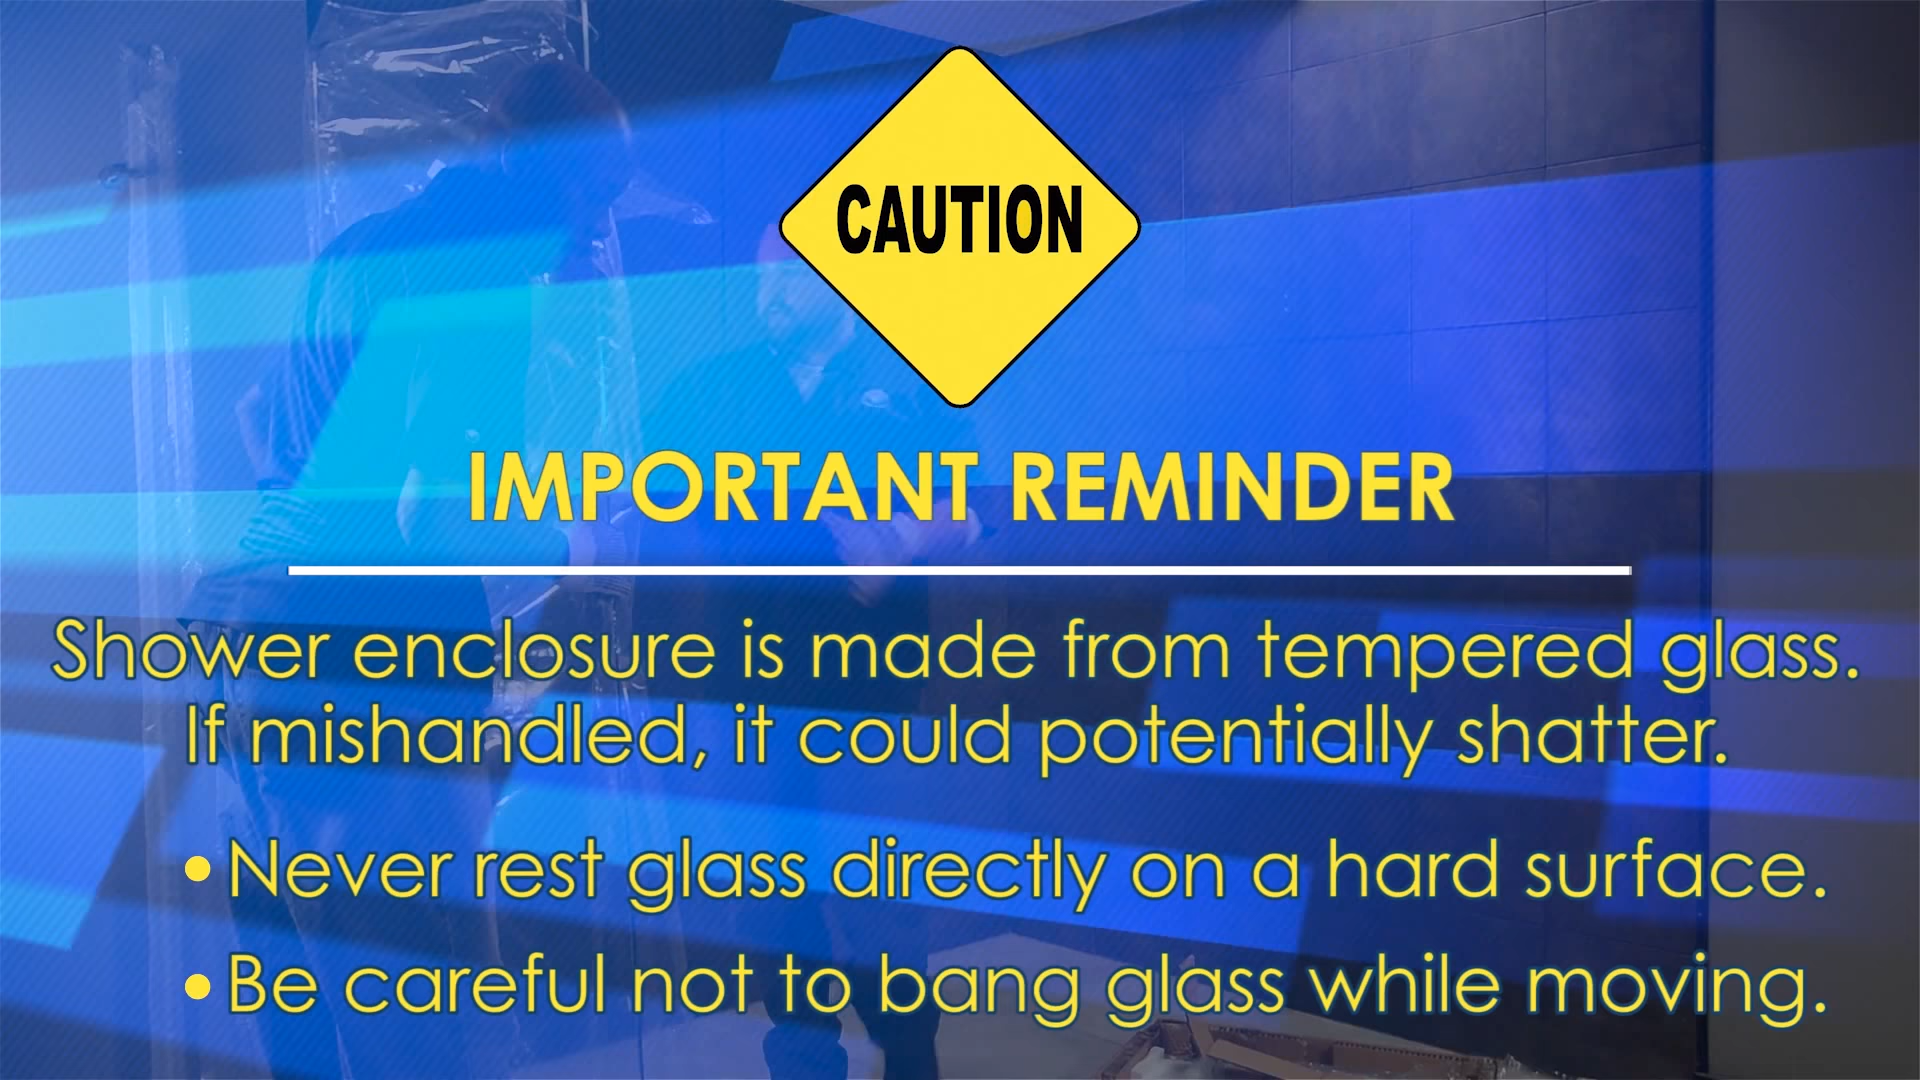 CAUTION
IMPORTANT REMINDER
Shower enclosure is made from tempered glass.
If mishandled, it could potentially shatter.
• Never rest glass directly on a hard surface.
• Be careful not to bang glass while moving.